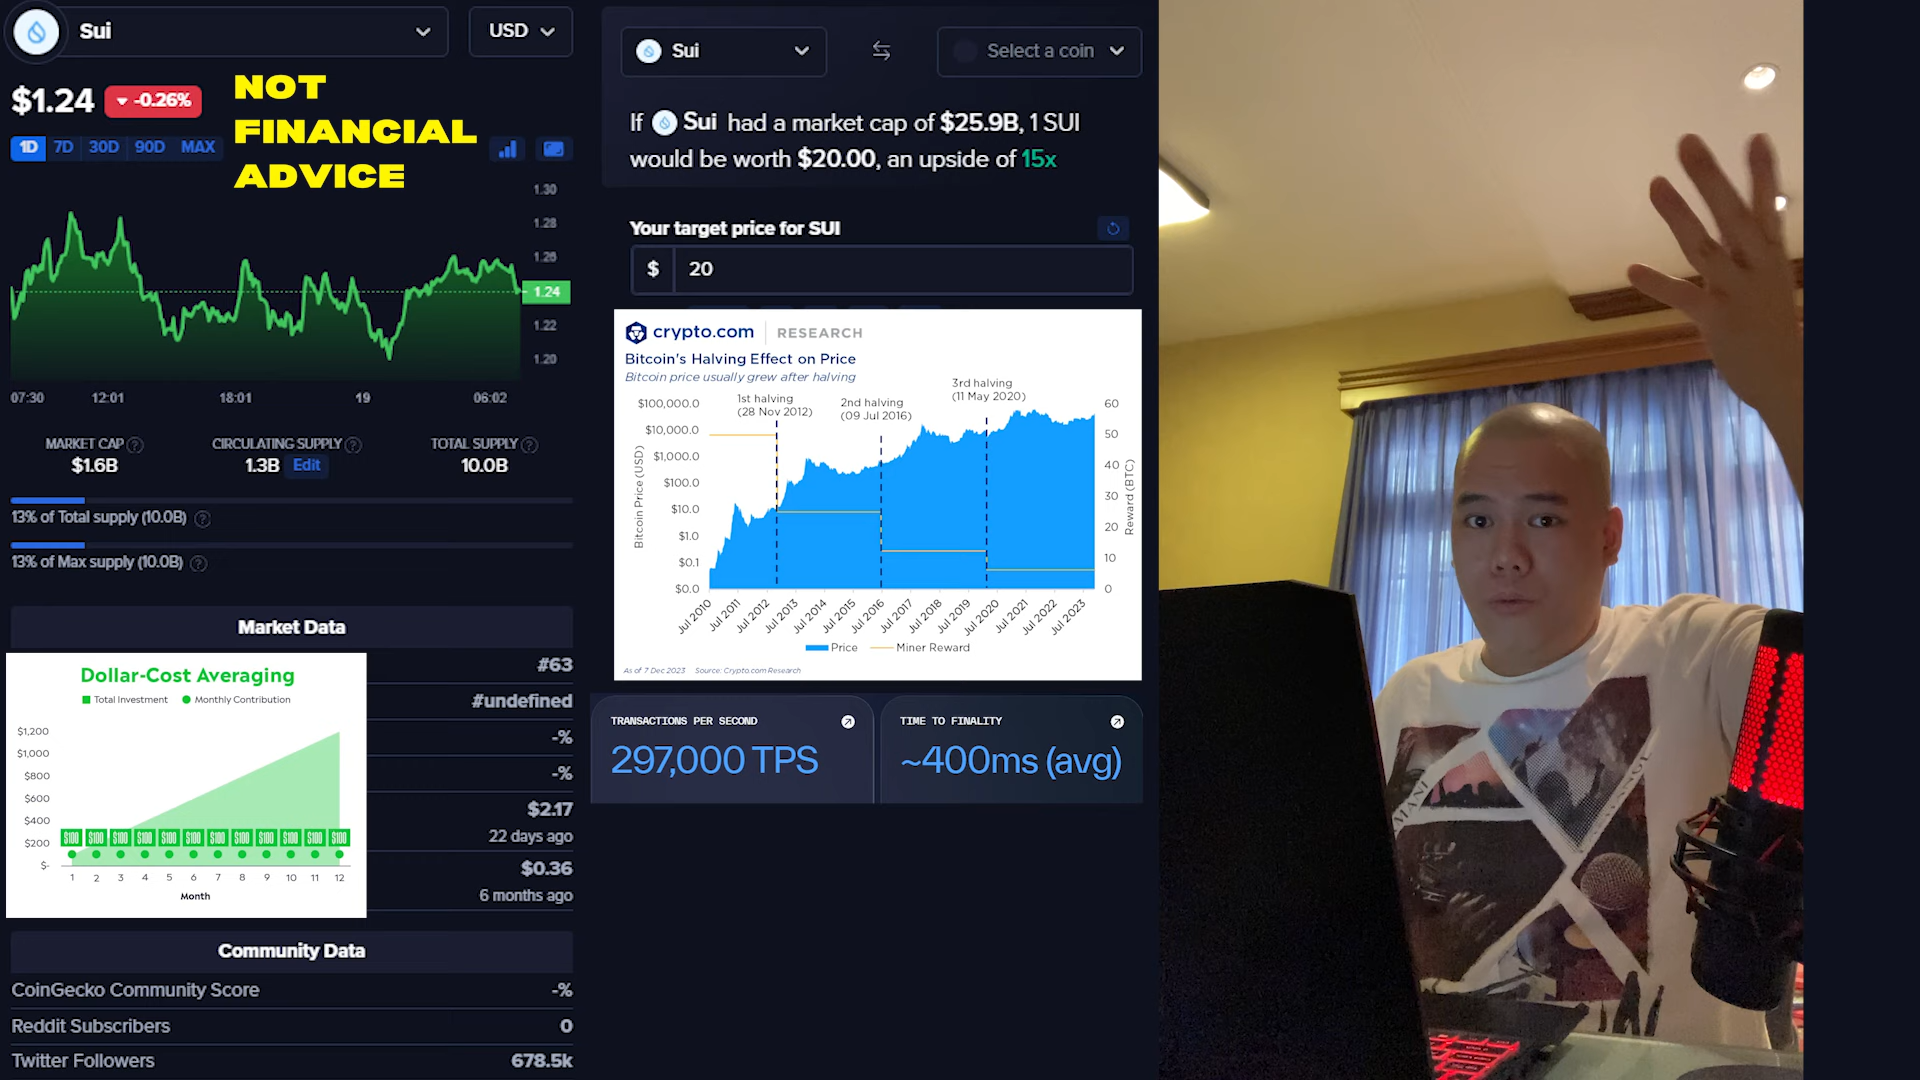 Sui
USD
$1.24
-0.26%
NOT
FINANCIAL
ADVICE
1D 7D 30D 90D MAX
1.30
1.28
1.26
1.24
1.22
1.20
07:30 12:01 18:01 19 06:02
MARKET CAP
$1.6B
CIRCULATING SUPPLY
1.3B Edit
TOTAL SUPPLY
10.0B
13% of Total supply (10.0B)
13% of Max supply (10.0B)
Market Data
#63
#undefined
-%
-%
$2.17
22 days ago
$0.36
6 months ago
Dollar-Cost Averaging
Total Investment Monthly Contribution
$1,200
$1,000
$800
$600
$400
$200
$-
$100 $100 $100 $100 $100 $100 $100 $100 $100 $100 $100 $100
1 2 3 4 5 6 7 8 9 10 11 12
Month
Community Data
CoinGecko Community Score -%
Reddit Subscribers 0
Twitter Followers 678.5k
Sui
Select a coin
If Sui had a market cap of $25.9B, 1 SUI
would be worth $20.00, an upside of 15x
Your target price for SUI
$ 20
crypto.com RESEARCH
Bitcoin's Halving Effect on Price
Bitcoin price usually grew after halving
1st halving
(28 Nov 2012)
2nd halving
(09 Jul 2016)
3rd halving
(11 May 2020)
Bitcoin Price (USD)
$100,000.0
$10,000.0
$1,000.0
$100.0
$10.0
$1.0
$0.1
$0.0
60
50
40
30
20
10
0
Reward (BTC)
Jul 2010 Jul 2011 Jul 2012 Jul 2013 Jul 2014 Jul 2015 Jul 2016 Jul 2017 Jul 2018 Jul 2019 Jul 2020 Jul 2021 Jul 2022 Jul 2023
Price Miner Reward
As of 7 Dec 2023 Source: Crypto.com Research
TRANSACTIONS PER SECOND
297,000 TPS
TIME TO FINALITY
~400ms (avg)